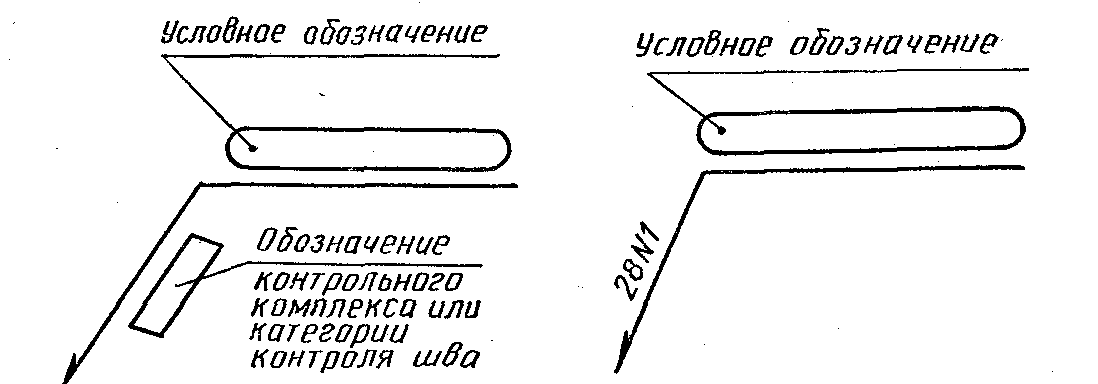 Условное обозначение
Обозначение
контрольного
комплекса или
категории
контроля шва
Условное обозначение
28N1